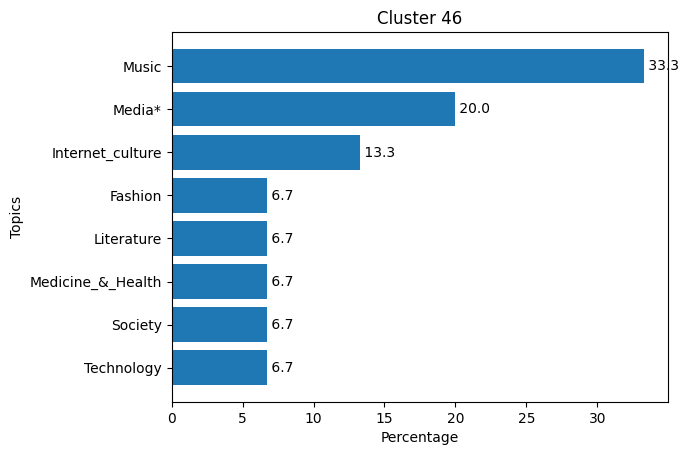 Cluster 46
Topics
Music 33.3
Media* 20.0
Internet_culture 13.3
Fashion 6.7
Literature 6.7
Medicine_&_Health 6.7
Society 6.7
Technology 6.7
0 5 10 15 20 25 30
Percentage